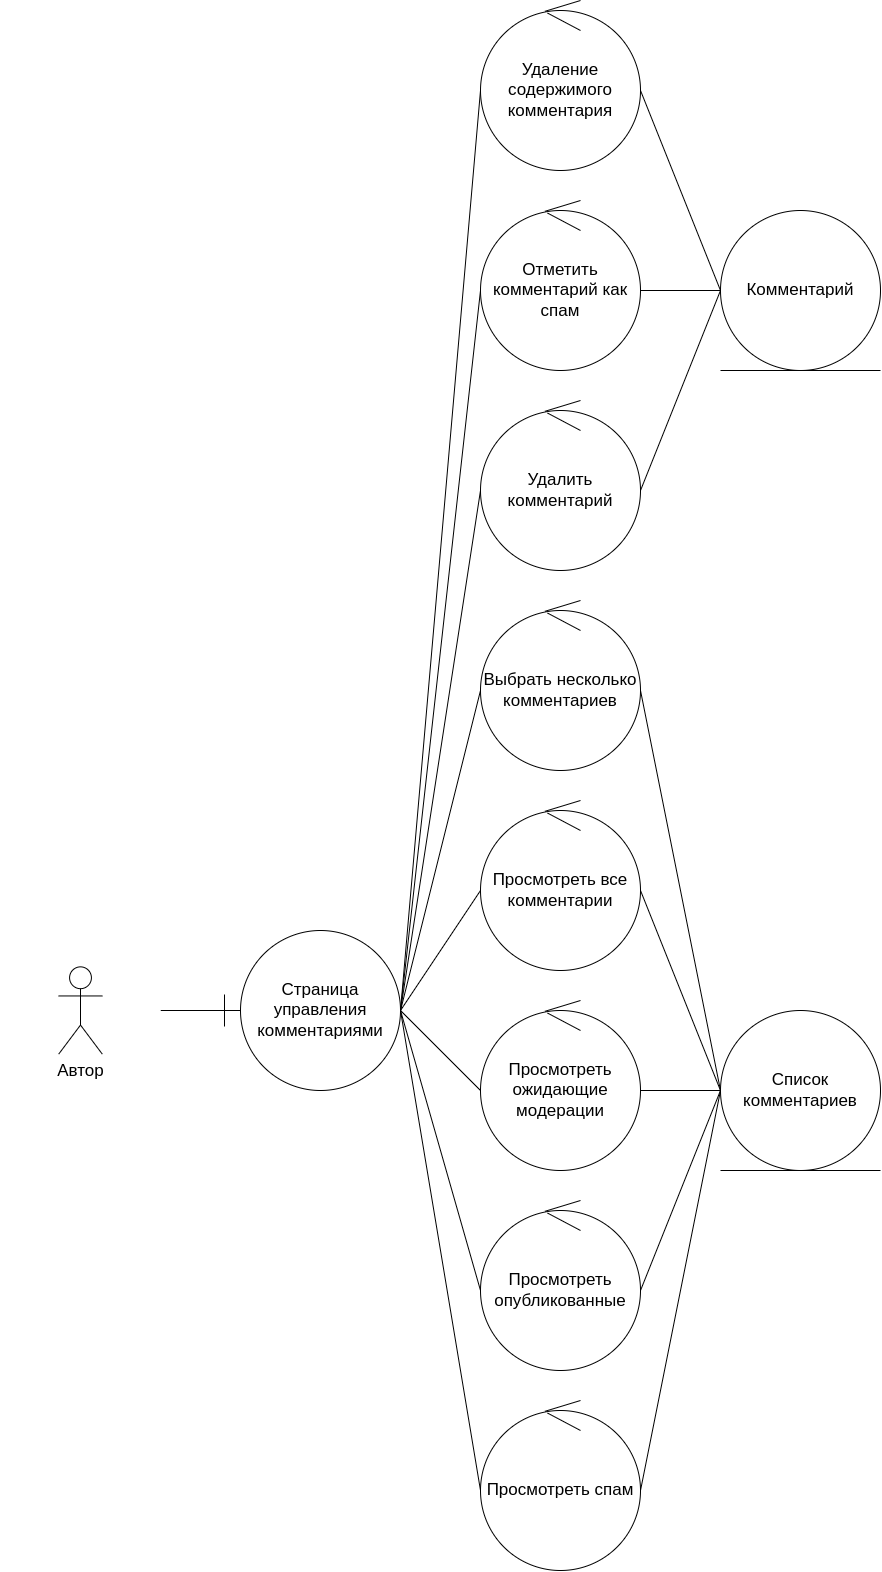 Удаление
содержимого
комментария
Отметить
комментарий как
спам
Комментарий
Удалить
комментарий
Выбрать несколько
комментариев
Просмотреть все
комментарии
Страница
управления
комментариями
Автор
Просмотреть
ожидающие
модерации
Список
комментариев
Просмотреть
опубликованные
Просмотреть спам